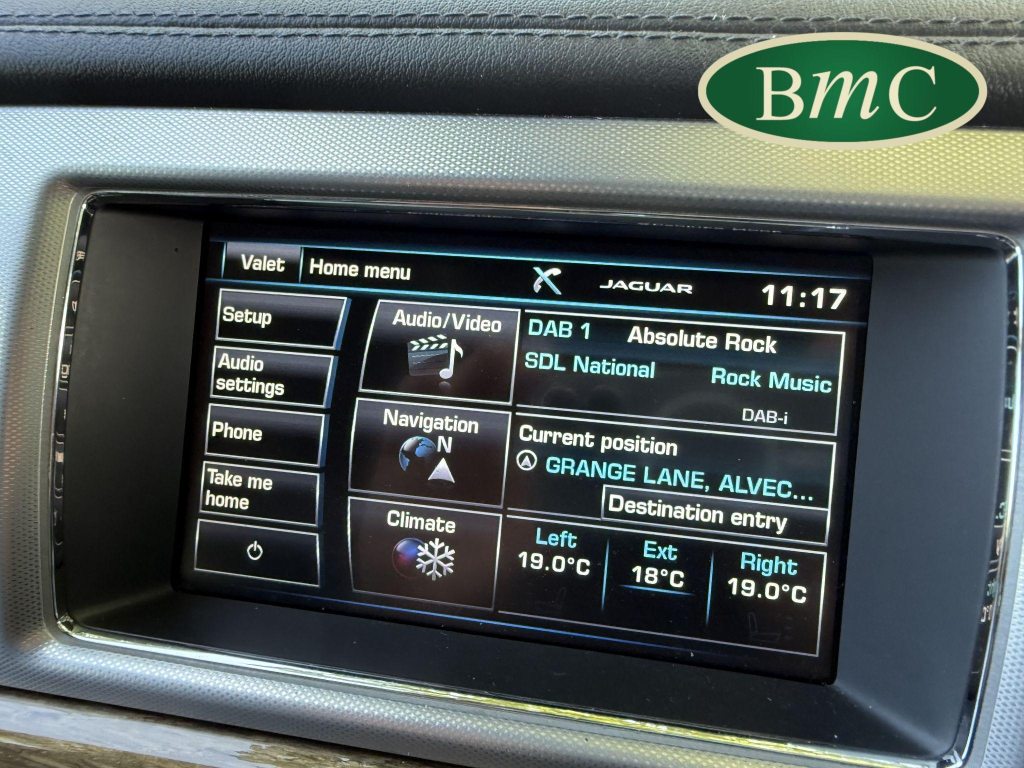 BmC
Valet
Home menu
JAGUAR
11:17
Setup
Audio
settings
Phone
Take me
home
Audio/Video
Navigation
N
Climate
DAB 1
Absolute Rock
SDL National
Rock Music
DAB-i
Current position
GRANGE LANE, ALVEC...
Destination entry
Left
19.0°C
Ext
18°C
Right
19.0°C